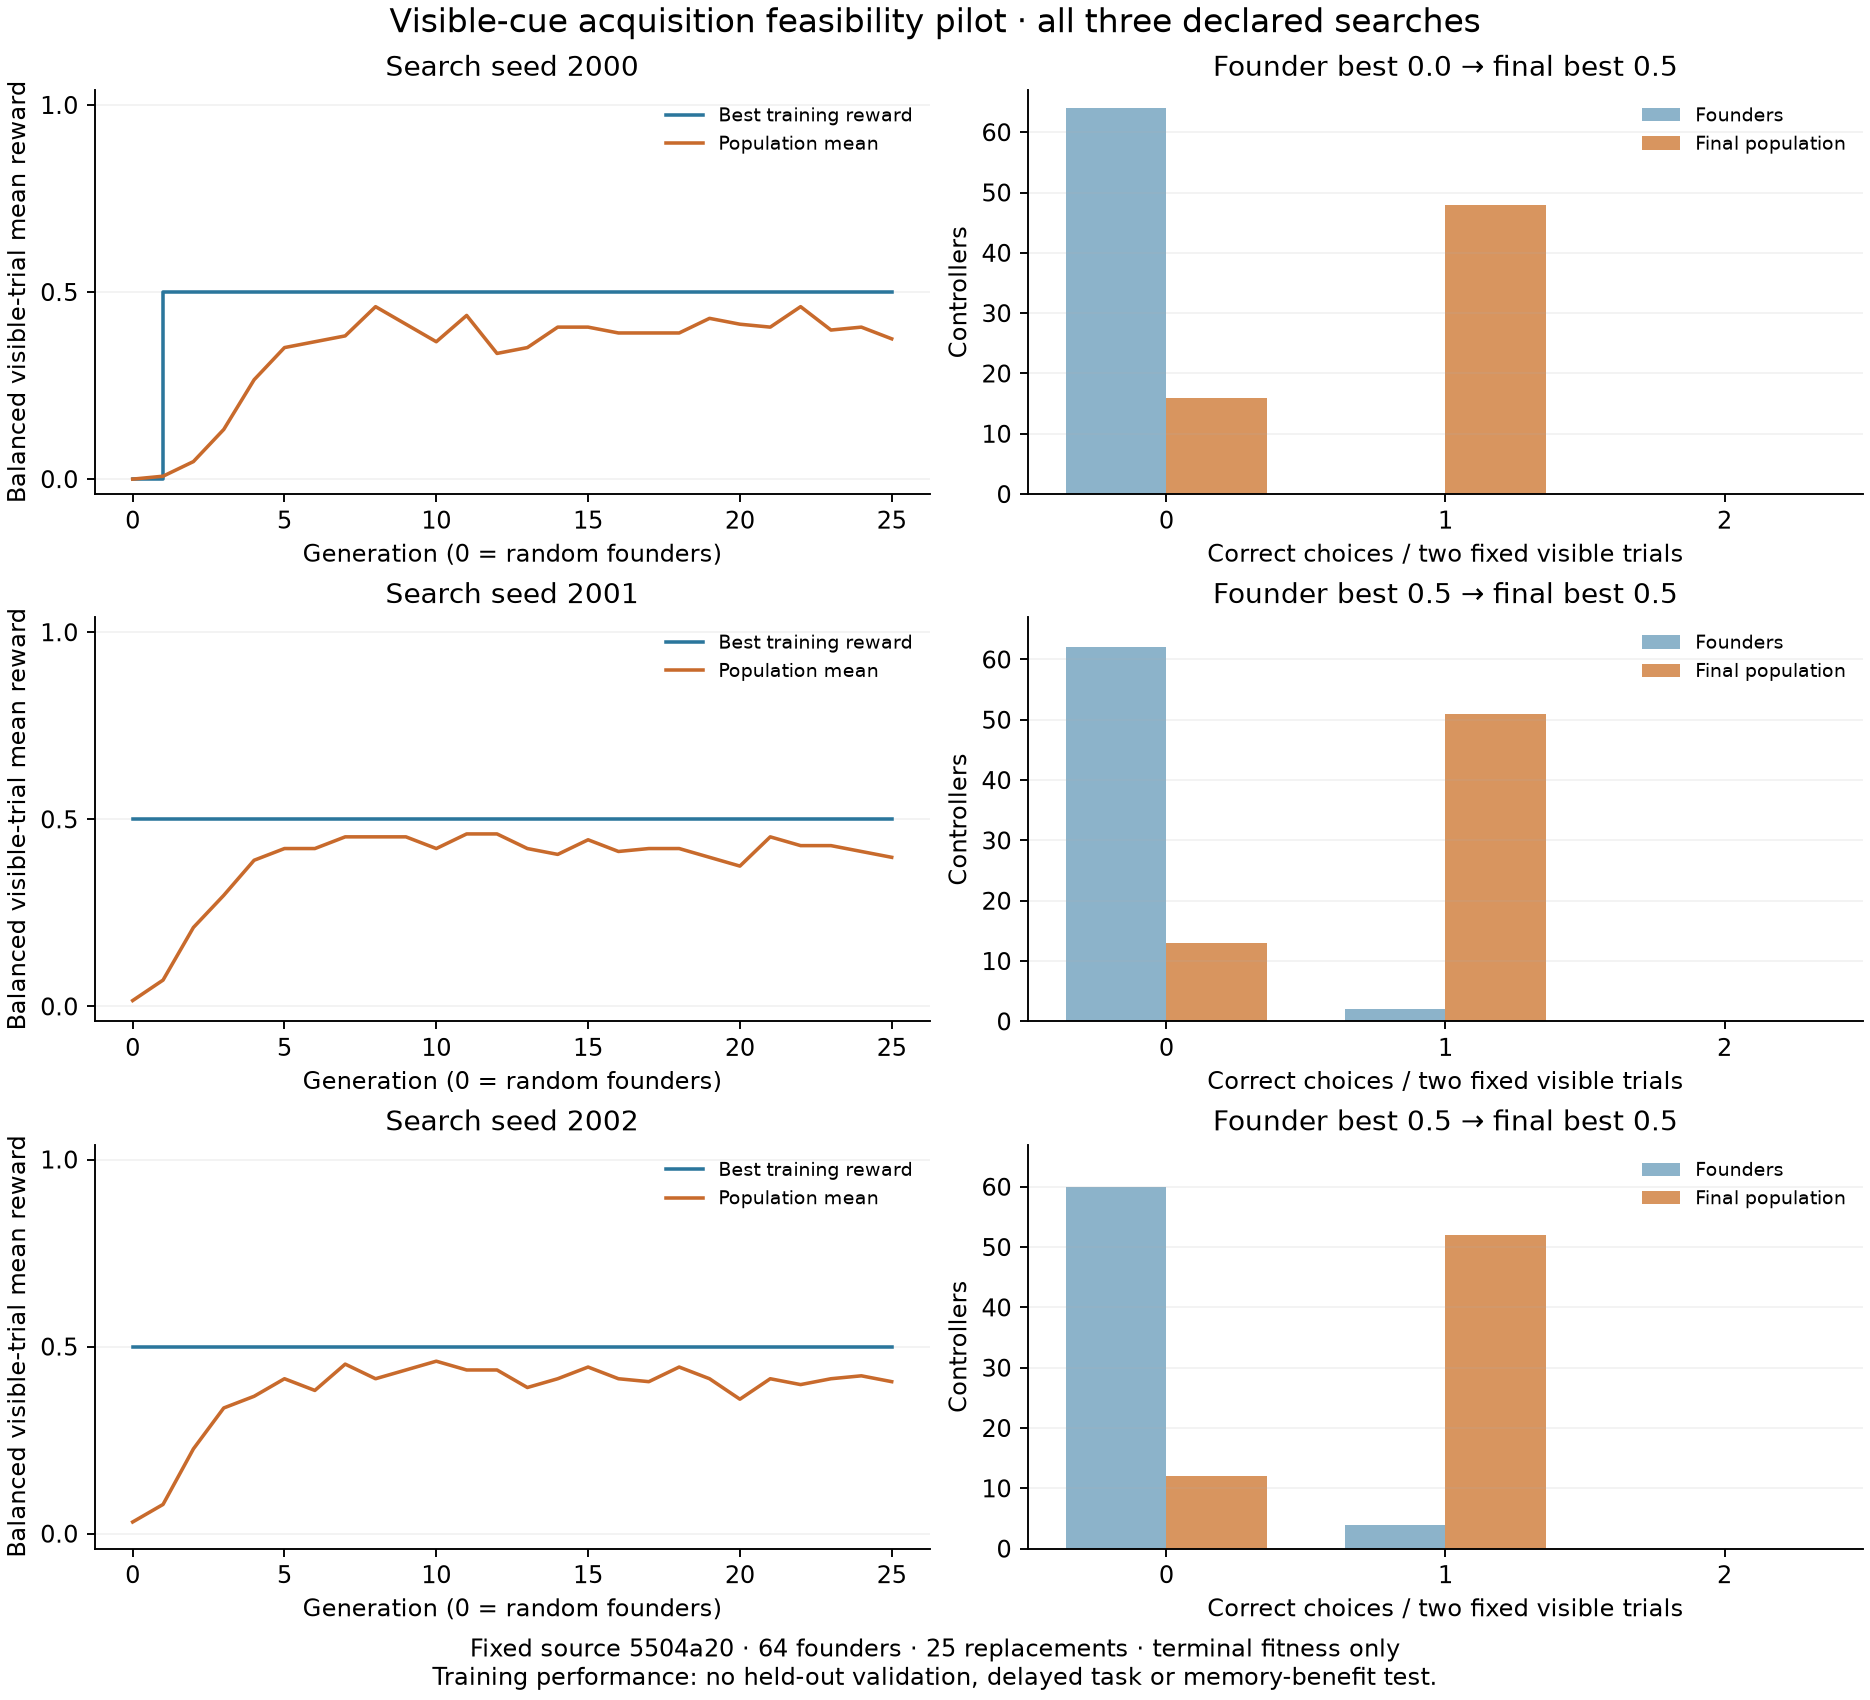 Visible-cue acquisition feasibility pilot · all three declared searches
Search seed 2000
Balanced visible-trial mean reward
1.0
0.5
0.0
Best training reward
Population mean
0 5 10 15 20 25
Generation (0 = random founders)
Founder best 0.0 → final best 0.5
Controllers
60
50
40
30
20
10
0
Founders
Final population
0 1 2
Correct choices / two fixed visible trials
Search seed 2001
Balanced visible-trial mean reward
1.0
0.5
0.0
Best training reward
Population mean
0 5 10 15 20 25
Generation (0 = random founders)
Founder best 0.5 → final best 0.5
Controllers
60
50
40
30
20
10
0
Founders
Final population
0 1 2
Correct choices / two fixed visible trials
Search seed 2002
Balanced visible-trial mean reward
1.0
0.5
0.0
Best training reward
Population mean
0 5 10 15 20 25
Generation (0 = random founders)
Founder best 0.5 → final best 0.5
Controllers
60
50
40
30
20
10
0
Founders
Final population
0 1 2
Correct choices / two fixed visible trials
Fixed source 5504a20 · 64 founders · 25 replacements · terminal fitness only
Training performance: no held-out validation, delayed task or memory-benefit test.